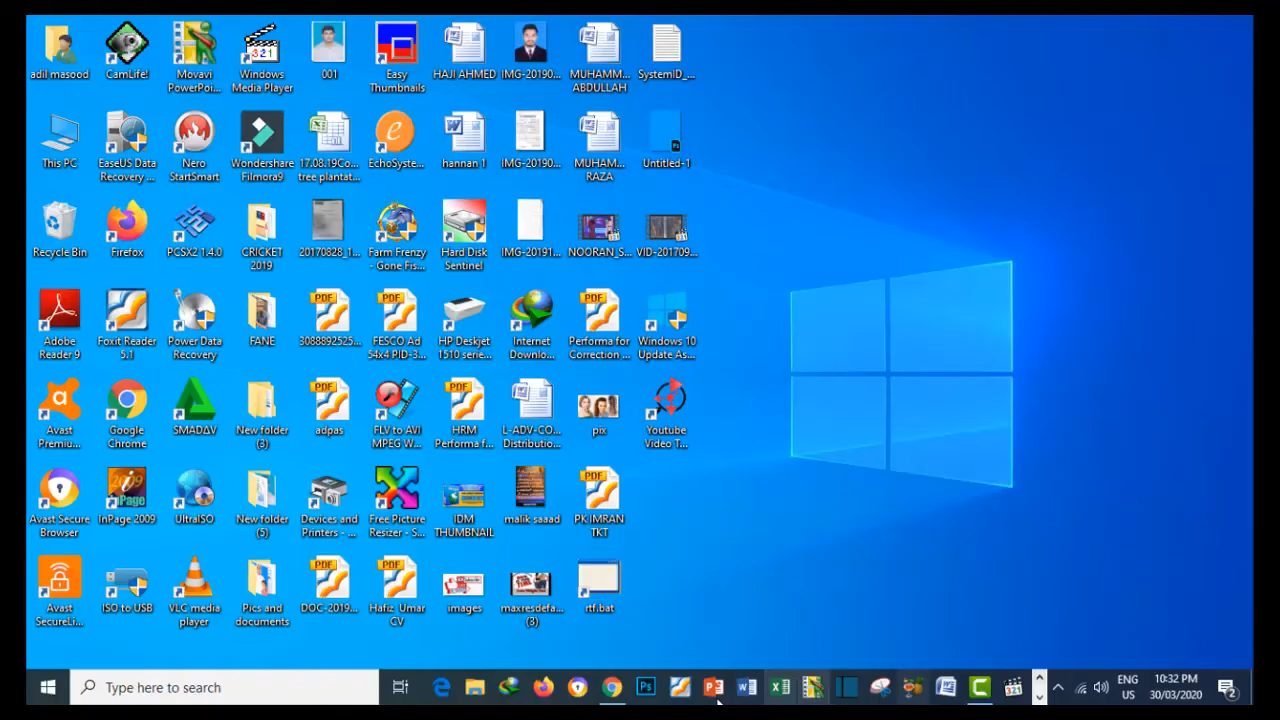 adil masood
CamLife!
Movavi
PowerPoi...
Windows
Media Player
001
Easy
Thumbnails
HAJI AHMED
IMG-20190...
MUHAMM...
ABDULLAH
SystemID_...
This PC
EaseUS Data
Recovery ...
Nero
StartSmart
Wondershare
Filmora9
17.08.19Co...
tree plantat...
EchoSyste...
hannan 1
IMG-20190...
MUHAMM...
RAZA
Untitled-1
Recycle Bin
Firefox
PCSX2 1.4.0
CRICKET
2019
20170828_1...
Farm Frenzy
- Gone Fis...
Hard Disk
Sentinel
IMG-20191...
NOORAN_S...
VID-201709...
Adobe
Reader 9
Foxit Reader
5.1
Power Data
Recovery
FANE
3088892525...
FESCO Ad
54x4 PID-3...
HP Deskjet
1510 serie...
Internet
Downlo...
Performa for
Correction ...
Windows 10
Update As...
Avast
Premiu...
Google
Chrome
SMADΔV
New folder
(3)
adpas
FLV to AVI
MPEG W...
HRM
Performa f...
L-ADV-CO...
Distributio...
pix
Youtube
Video T...
Avast Secure
Browser
InPage 2009
UltraISO
New folder
(5)
Devices and
Printers - ...
Free Picture
Resizer - S...
IDM
THUMBNAIL
malik saaad
PK IMRAN
TKT
Avast
SecureLi...
ISO to USB
VLC media
player
Pics and
documents
DOC-2019...
Hafiz Umar
CV
images
maxresdefa...
(3)
rtf.bat
Type here to search
ENG
US
10:32 PM
30/03/2020
2